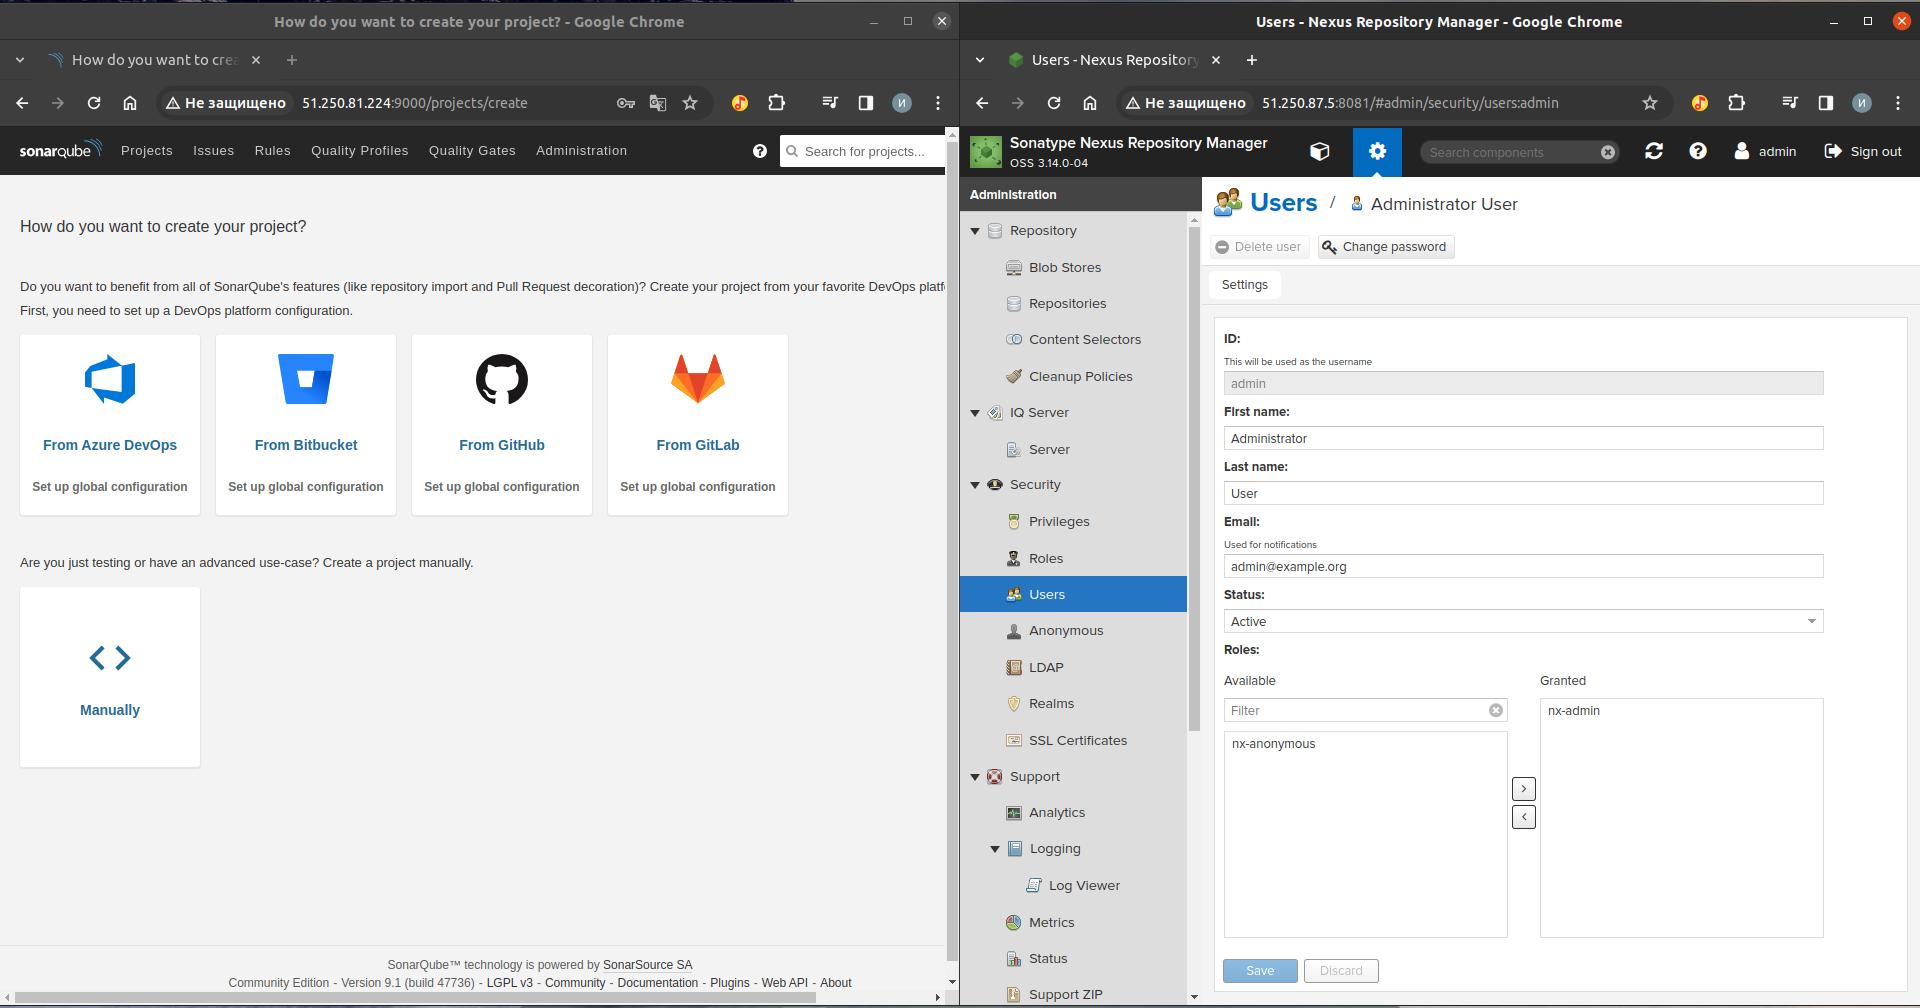 How do you want to create your project? - Google Chrome
How do you want to crea
Не защищено
51.250.81.224:9000/projects/create
И
sonarqube
Projects
Issues
Rules
Quality Profiles
Quality Gates
Administration
Search for projects...
How do you want to create your project?
Do you want to benefit from all of SonarQube's features (like repository import and Pull Request decoration)? Create your project from your favorite DevOps platf
First, you need to set up a DevOps platform configuration.
From Azure DevOps
Set up global configuration
From Bitbucket
Set up global configuration
From GitHub
Set up global configuration
From GitLab
Set up global configuration
Are you just testing or have an advanced use-case? Create a project manually.
Manually
SonarQube™ technology is powered by SonarSource SA
Community Edition - Version 9.1 (build 47736) - LGPL v3 - Community - Documentation - Plugins - Web API - About
Users - Nexus Repository Manager - Google Chrome
Users - Nexus Repository
Не защищено
51.250.87.5:8081/#admin/security/users:admin
И
Sonatype Nexus Repository Manager
OSS 3.14.0-04
Search components
admin
Sign out
Administration
Repository
Blob Stores
Repositories
Content Selectors
Cleanup Policies
IQ Server
Server
Security
Privileges
Roles
Users
Anonymous
LDAP
Realms
SSL Certificates
Support
Analytics
Logging
Log Viewer
Metrics
Status
Support ZIP
Users / Administrator User
Delete user
Change password
Settings
ID:
This will be used as the username
admin
First name:
Administrator
Last name:
User
Email:
Used for notifications
admin@example.org
Status:
Active
Roles:
Available
Granted
Filter
nx-anonymous
nx-admin
Save
Discard